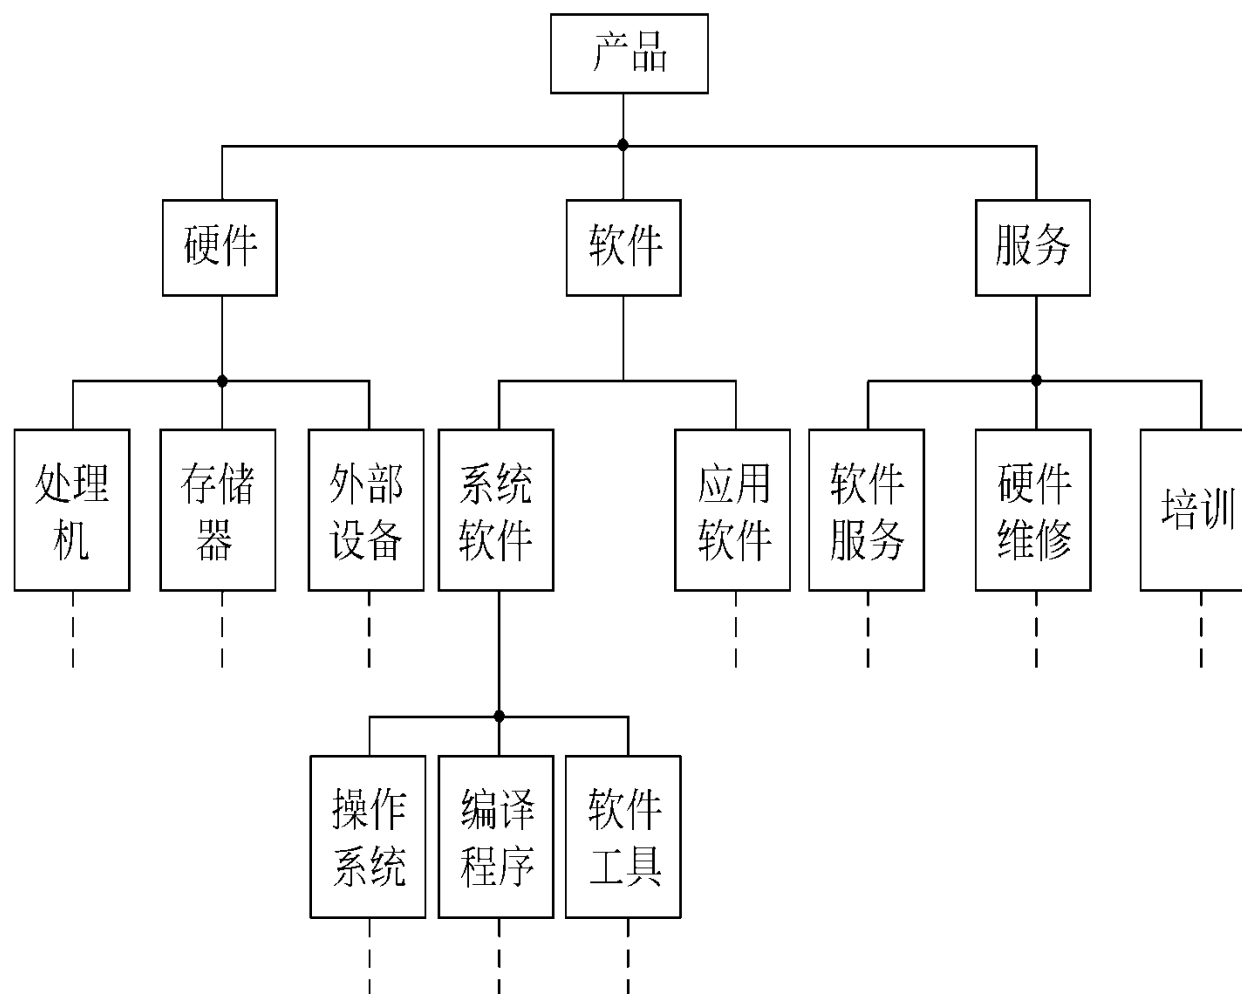 产品
硬件
软件
服务
处理
机
存储
器
外部
设备
系统
软件
应用
软件
软件
服务
硬件
维修
培训
操作
系统
编译
程序
软件
工具